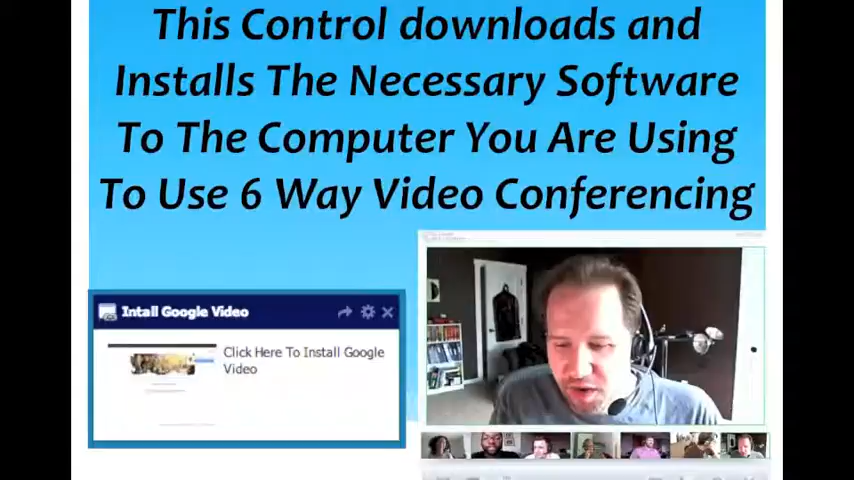 This Control downloads and
Installs The Necessary Software
To The Computer You Are Using
To Use 6 Way Video Conferencing
Intall Google Video
Click Here To Install Google
Video